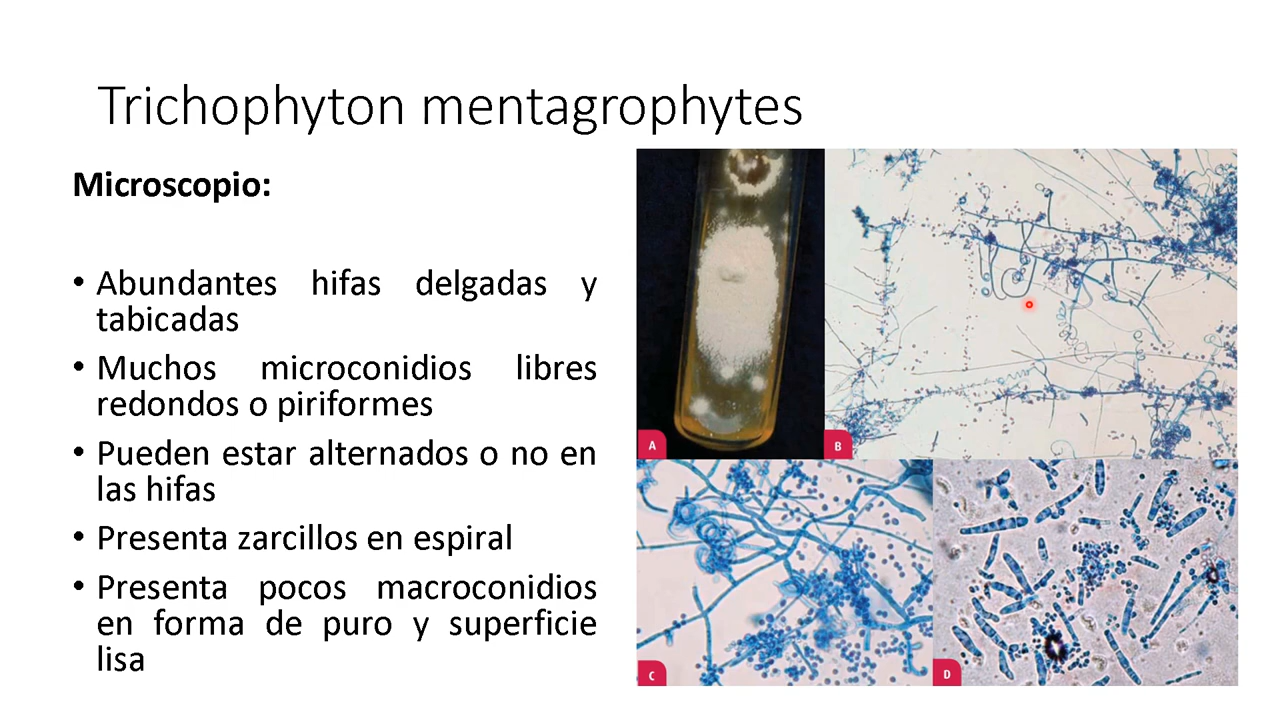 Trichophyton mentagrophytes
Microscopio:
• Abundantes hifas delgadas y
tabicadas
• Muchos microconidios libres
redondos o piriformes
• Pueden estar alternados o no en
las hifas
• Presenta zarcillos en espiral
• Presenta pocos macroconidios
en forma de puro y superficie
lisa
A
B
C
D